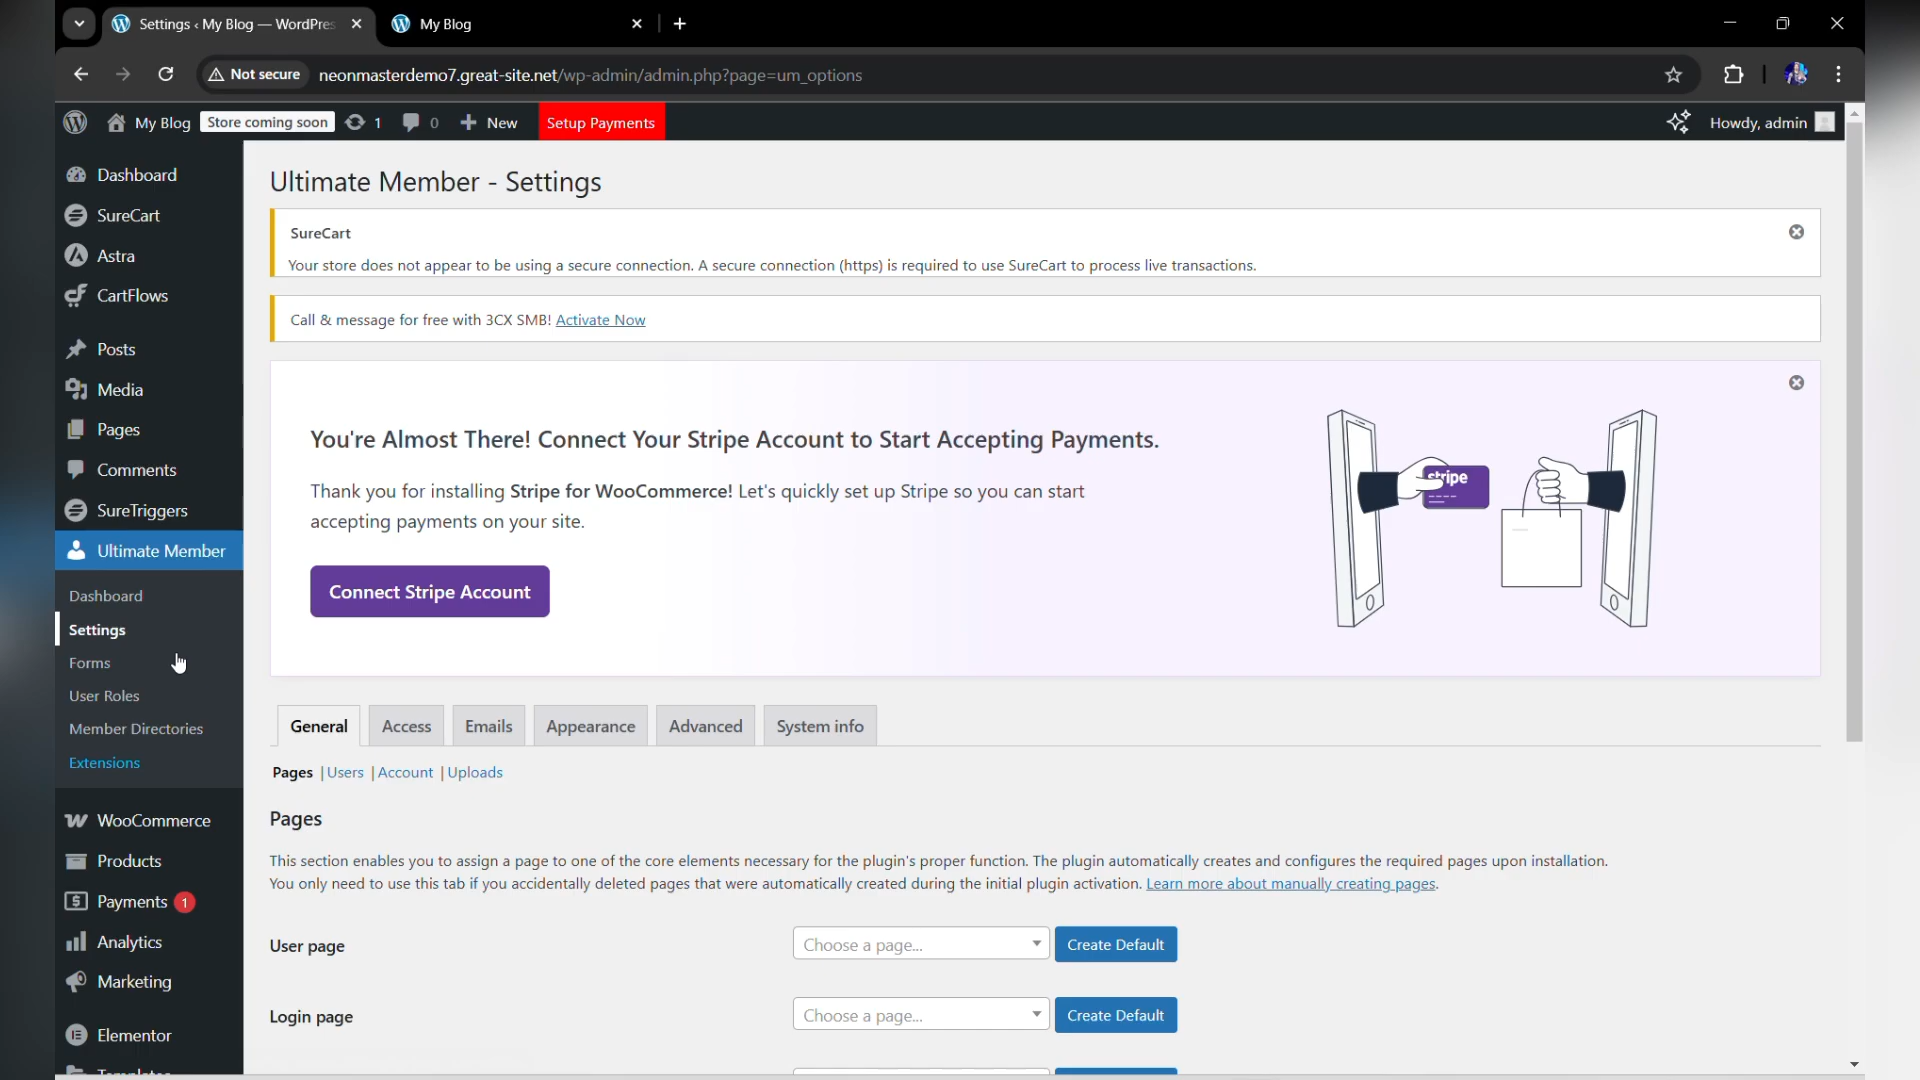 Settings ‹ My Blog — WordPres
My Blog
Not secure
neonmasterdemo7.great-site.net/wp-admin/admin.php?page=um_options
My Blog
Store coming soon
1
0
New
Setup Payments
Howdy, admin
Dashboard
SureCart
Astra
CartFlows
Posts
Media
Pages
Comments
SureTriggers
Ultimate Member
Dashboard
Settings
Forms
User Roles
Member Directories
Extensions
WooCommerce
Products
Payments 1
Analytics
Marketing
Elementor
Ultimate Member - Settings
SureCart
Your store does not appear to be using a secure connection. A secure connection (https) is required to use SureCart to process live transactions.
Call & message for free with 3CX SMB! Activate Now
You're Almost There! Connect Your Stripe Account to Start Accepting Payments.
Thank you for installing Stripe for WooCommerce! Let's quickly set up Stripe so you can start
accepting payments on your site.
Connect Stripe Account
stripe
General
Access
Emails
Appearance
Advanced
System info
Pages | Users | Account | Uploads
Pages
This section enables you to assign a page to one of the core elements necessary for the plugin's proper function. The plugin automatically creates and configures the required pages upon installation.
You only need to use this tab if you accidentally deleted pages that were automatically created during the initial plugin activation. Learn more about manually creating pages.
User page
Choose a page...
Create Default
Login page
Choose a page...
Create Default